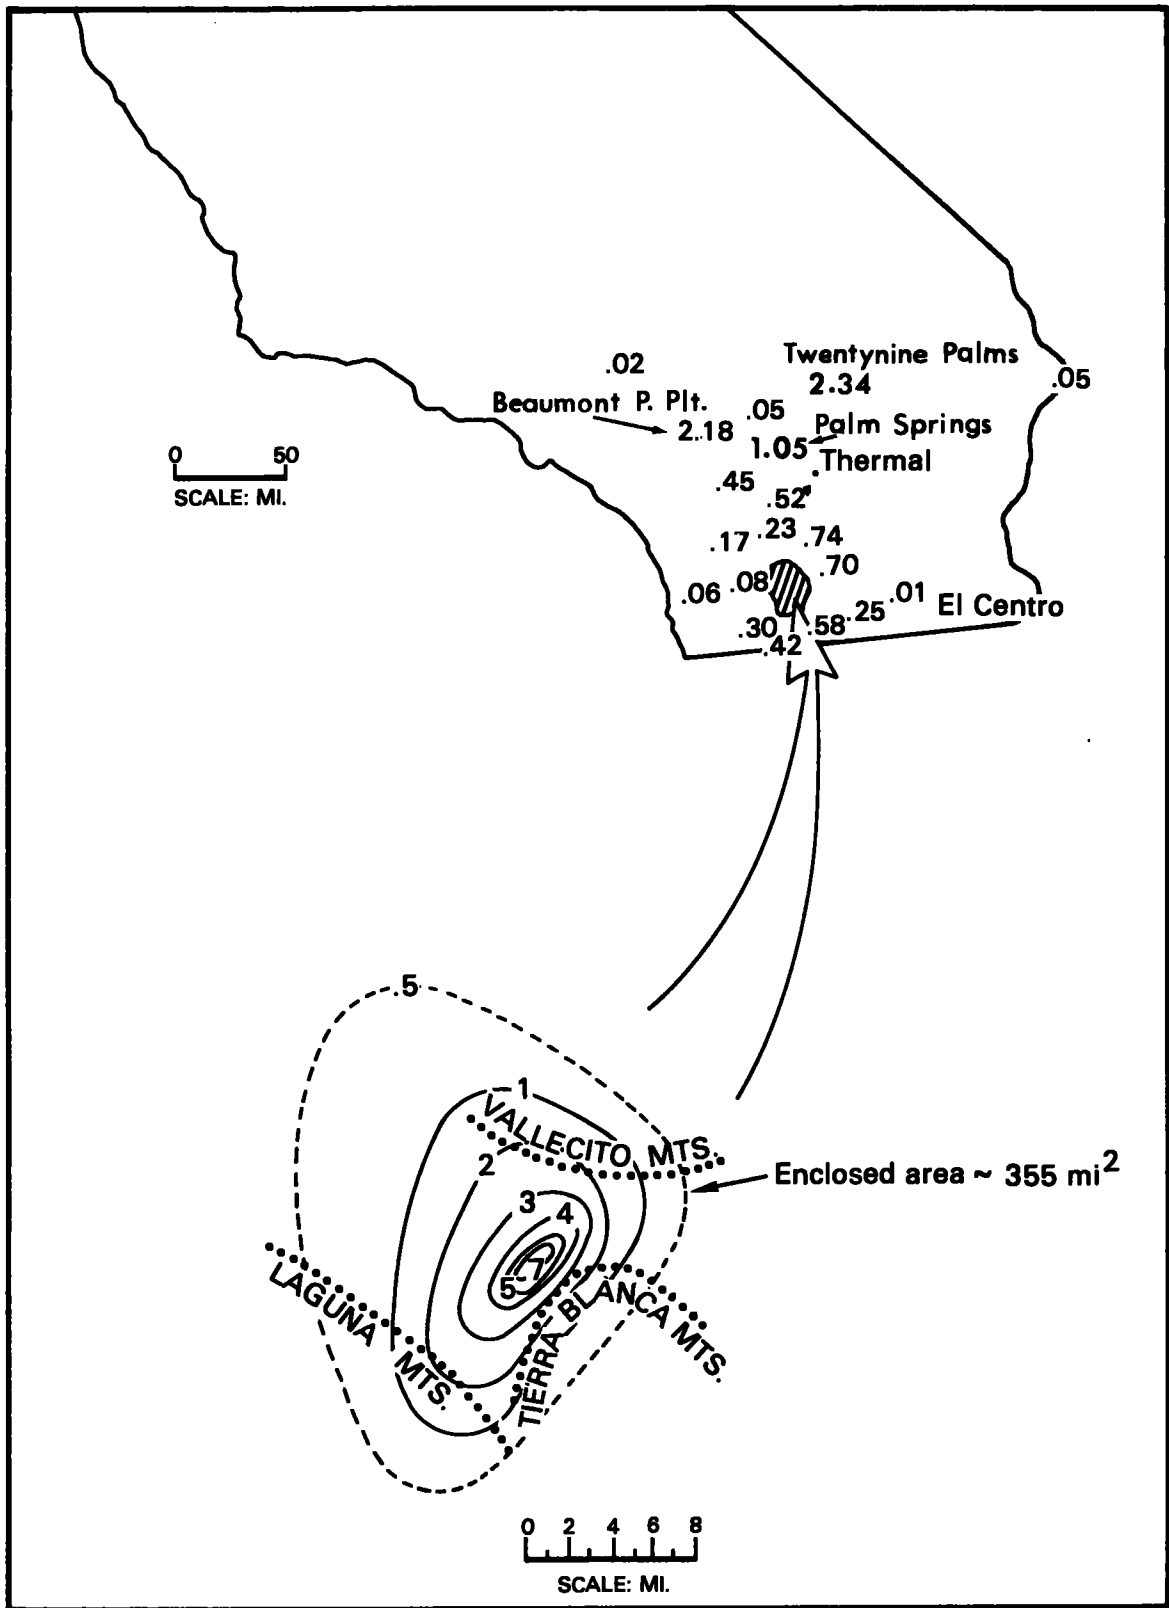 .02
Twentynine Palms
2.34
.05
Beaumont P. Plt.
.05
2.18
Palm Springs
1.05
Thermal
0 50
SCALE: MI.
.45
.52
.17
.23
.74
.70
.06
.08
.01
.25
El Centro
.30
.58
.42
.5
1
VALLECITO MTS.
2
Enclosed area ~ 355 mi²
3
4
7
5
LAGUNA MTS.
TIERRA BLANCA MTS.
0 2 4 6 8
SCALE: MI.